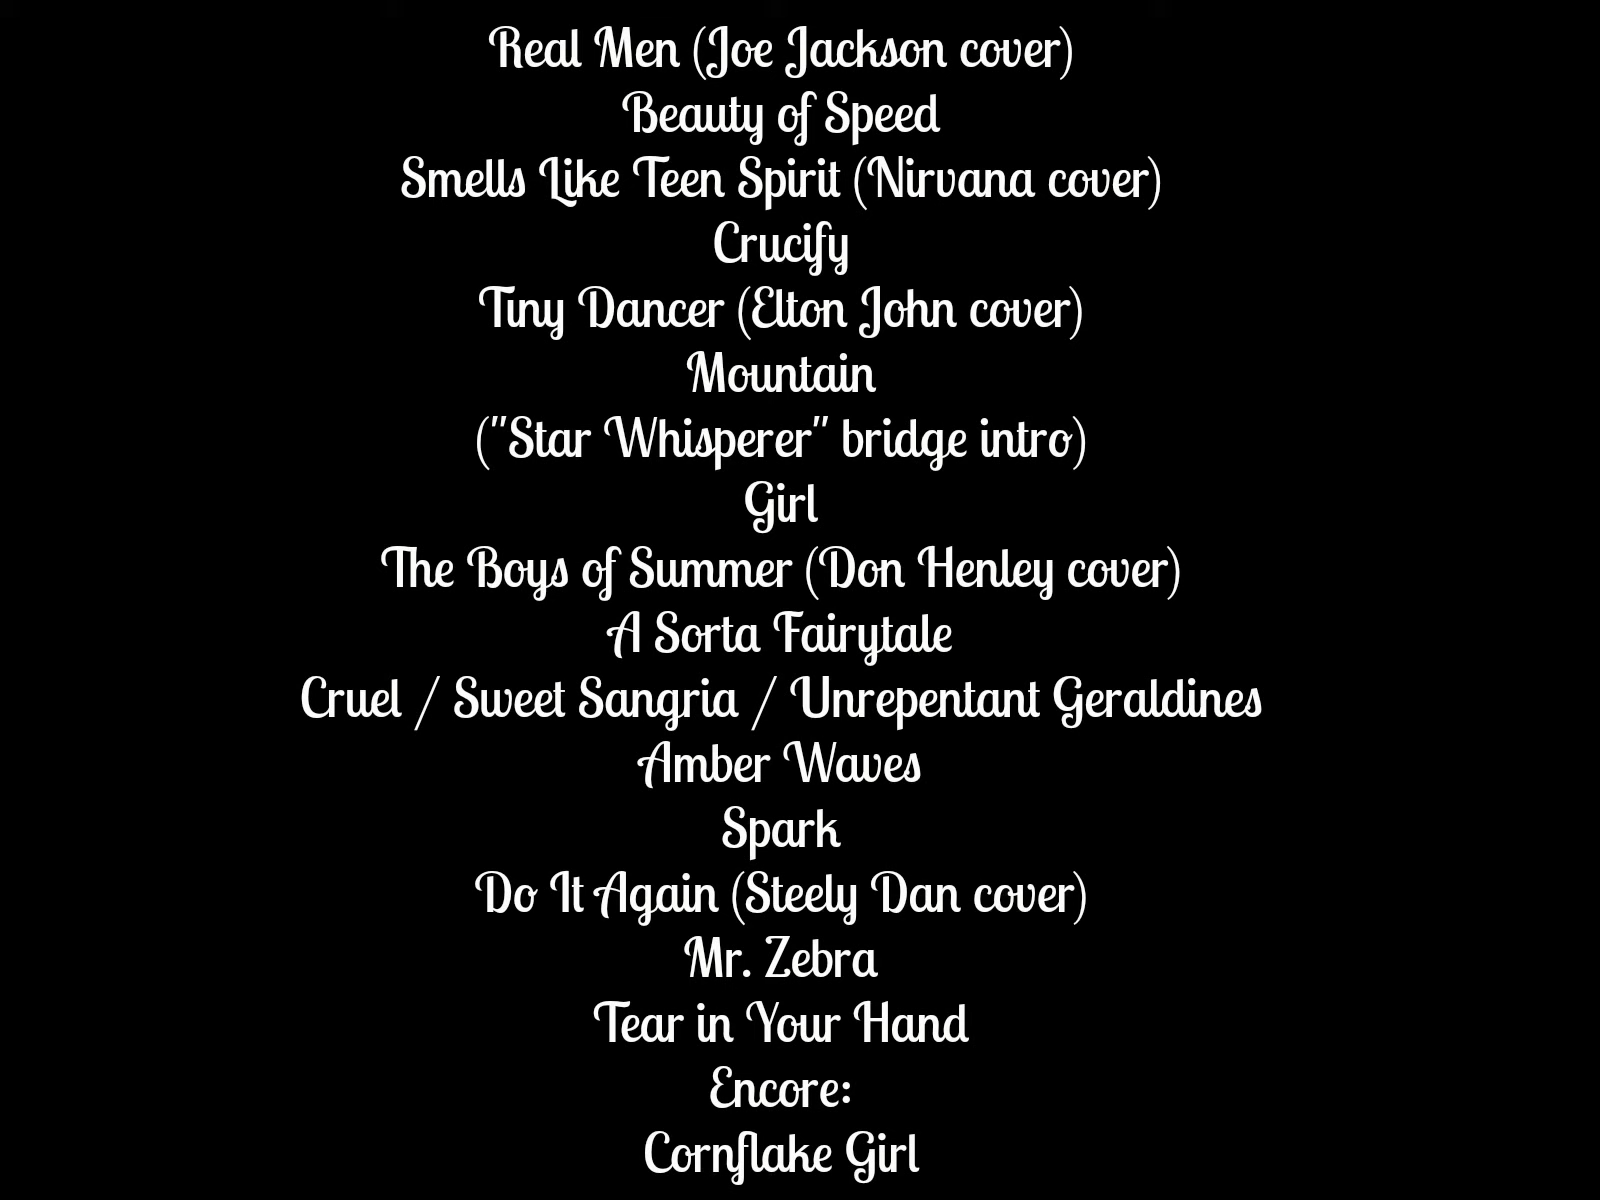 Real Men (Joe Jackson cover)
Beauty of Speed
Smells Like Teen Spirit (Nirvana cover)
Crucify
Tiny Dancer (Elton John cover)
Mountain
("Star Whisperer" bridge intro)
Girl
The Boys of Summer (Don Henley cover)
A Sorta Fairytale
Cruel / Sweet Sangria / Unrepentant Geraldines
Amber Waves
Spark
Do It Again (Steely Dan cover)
Mr. Zebra
Tear in Your Hand
Encore:
Cornflake Girl